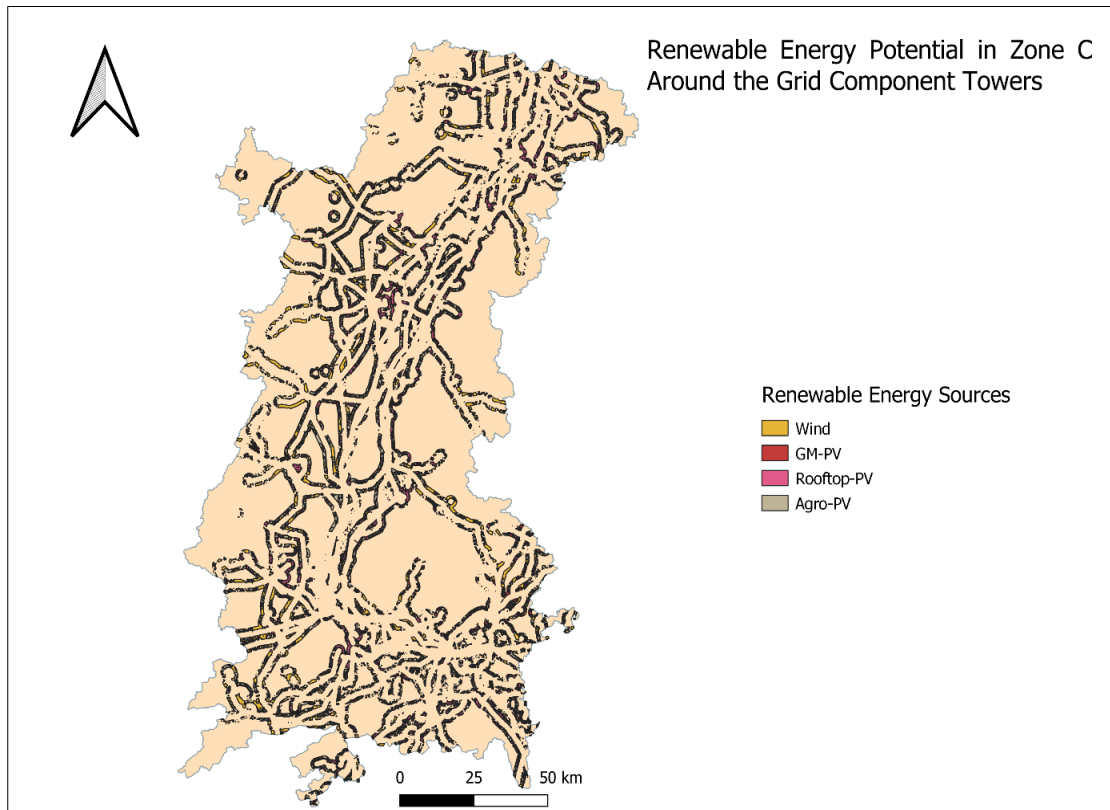 Renewable Energy Potential in Zone C
Around the Grid Component Towers
Renewable Energy Sources
Wind
GM-PV
Rooftop-PV
Agro-PV
0 25 50 km